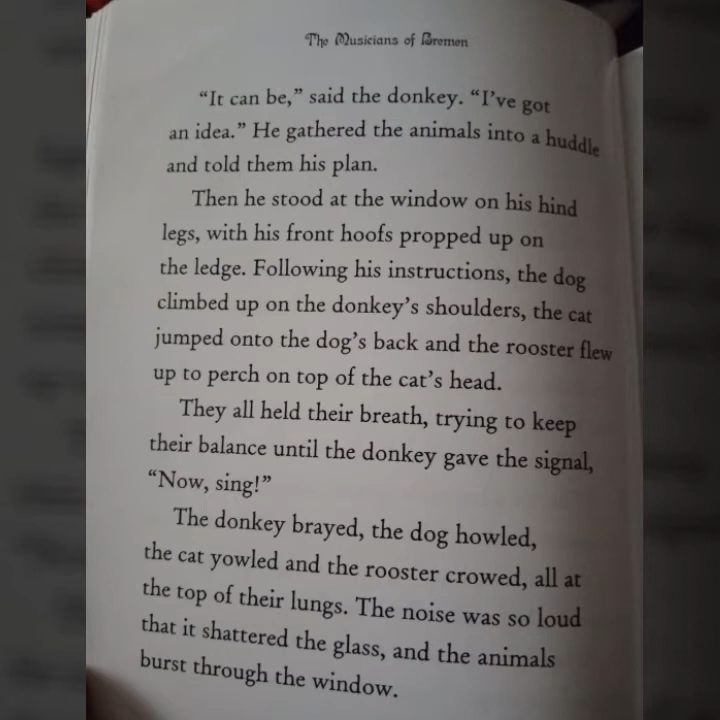 The Musicians of Bremen
“It can be,” said the donkey. “I’ve got
an idea.” He gathered the animals into a huddle
and told them his plan.
Then he stood at the window on his hind
legs, with his front hoofs propped up on
the ledge. Following his instructions, the dog
climbed up on the donkey’s shoulders, the cat
jumped onto the dog’s back and the rooster flew
up to perch on top of the cat’s head.
They all held their breath, trying to keep
their balance until the donkey gave the signal,
“Now, sing!”
The donkey brayed, the dog howled,
the cat yowled and the rooster crowed, all at
the top of their lungs. The noise was so loud
that it shattered the glass, and the animals
burst through the window.